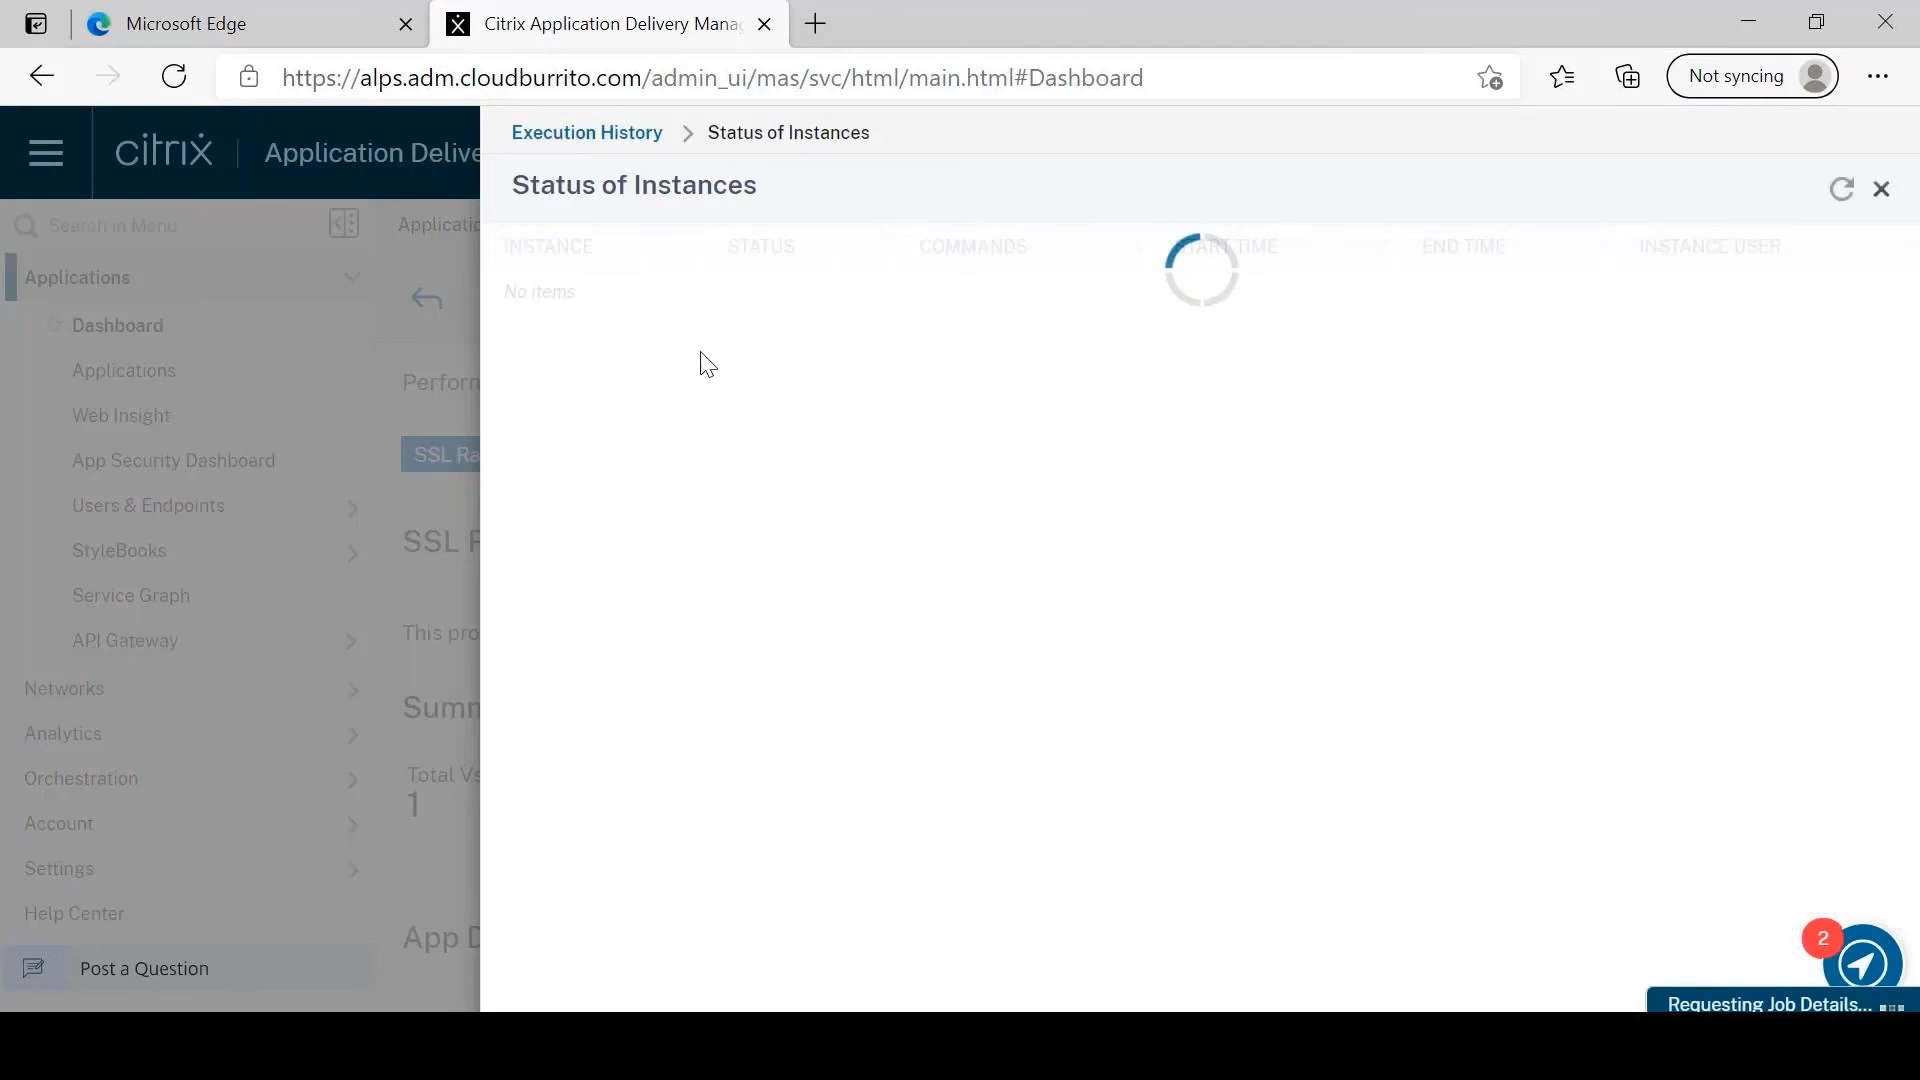 Microsoft Edge
Citrix Application Delivery Mana
https://alps.adm.cloudburrito.com/admin_ui/mas/svc/html/main.html#Dashboard
Not syncing
citrix
Application Delive
Execution History > Status of Instances
Status of Instances
Search in Menu
Applicatio
INSTANCE STATUS COMMANDS START TIME END TIME INSTANCE USER
No items
Applications
Dashboard
Applications
Web Insight
App Security Dashboard
Users & Endpoints
StyleBooks
Service Graph
API Gateway
Networks
Analytics
Orchestration
Account
Settings
Help Center
Post a Question
Perform
SSL Ra
SSL R
This pro
Summ
Total Vs
1
App D
2
Requesting Job Details...